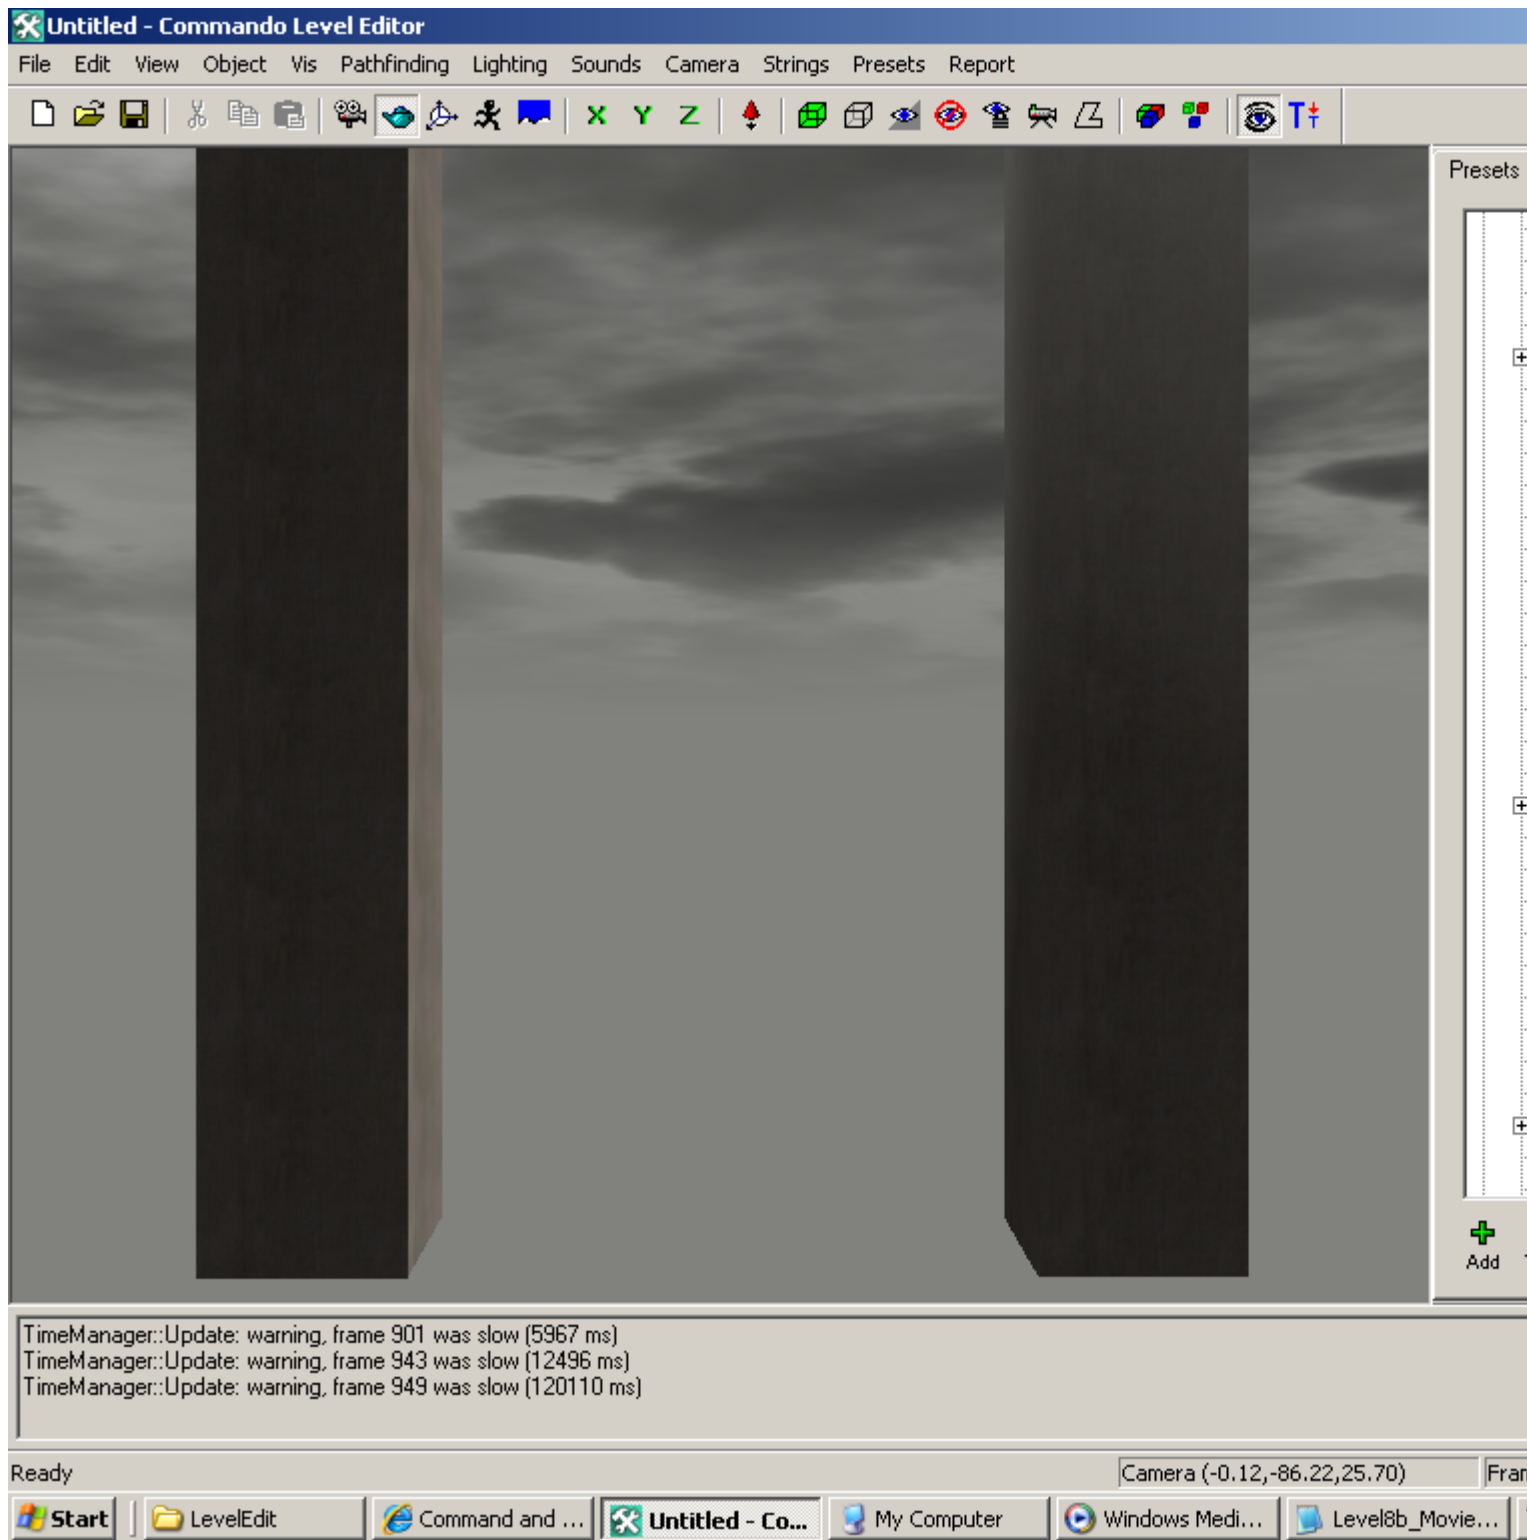 Untitled - Commando Level Editor
File Edit View Object Vis Pathfinding Lighting Sounds Camera Strings Presets Report
X Y Z T
Presets
Add
TimeManager::Update: warning, frame 901 was slow (5967 ms)
TimeManager::Update: warning, frame 943 was slow (12496 ms)
TimeManager::Update: warning, frame 949 was slow (120110 ms)
Ready Camera (-0.12,-86.22,25.70) Fran
Start LevelEdit Command and ... Untitled - Co... My Computer Windows Medi... Level8b_Movie...